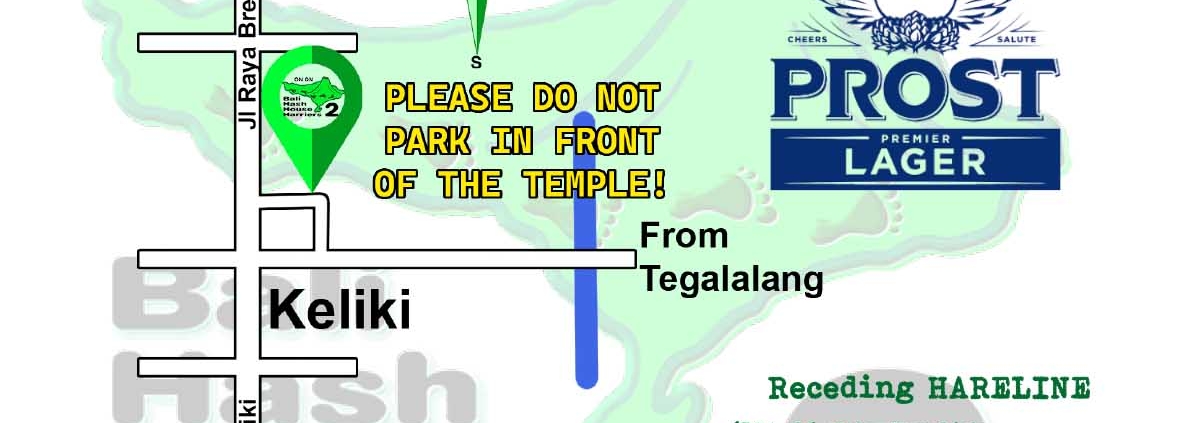 Jl Raya Bre
S
ON ON
Bali
Hash
House
Harriers 2
PLEASE DO NOT
PARK IN FRONT
OF THE TEMPLE!
CHEERS
SALUTE
PROST
PREMIER
LAGER
From
Tegalalang
Keliki
Bali
Hash
iki
Receding HARELINE